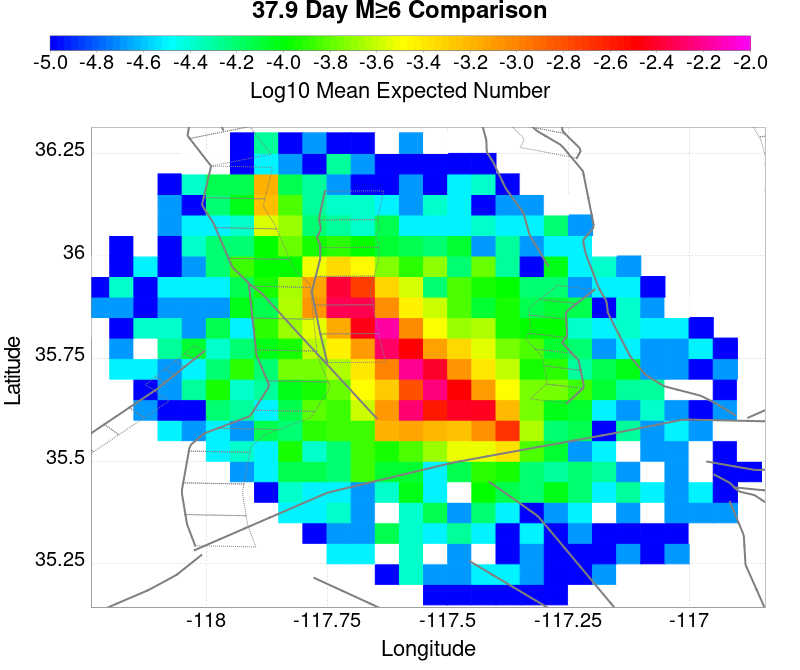 37.9 Day M≥6 Comparison
-5.0 -4.8 -4.6 -4.4 -4.2 -4.0 -3.8 -3.6 -3.4 -3.2 -3.0 -2.8 -2.6 -2.4 -2.2 -2.0
Log10 Mean Expected Number
36.25
36
35.75
35.5
35.25
Latitude
-118 -117.75 -117.5 -117.25 -117
Longitude